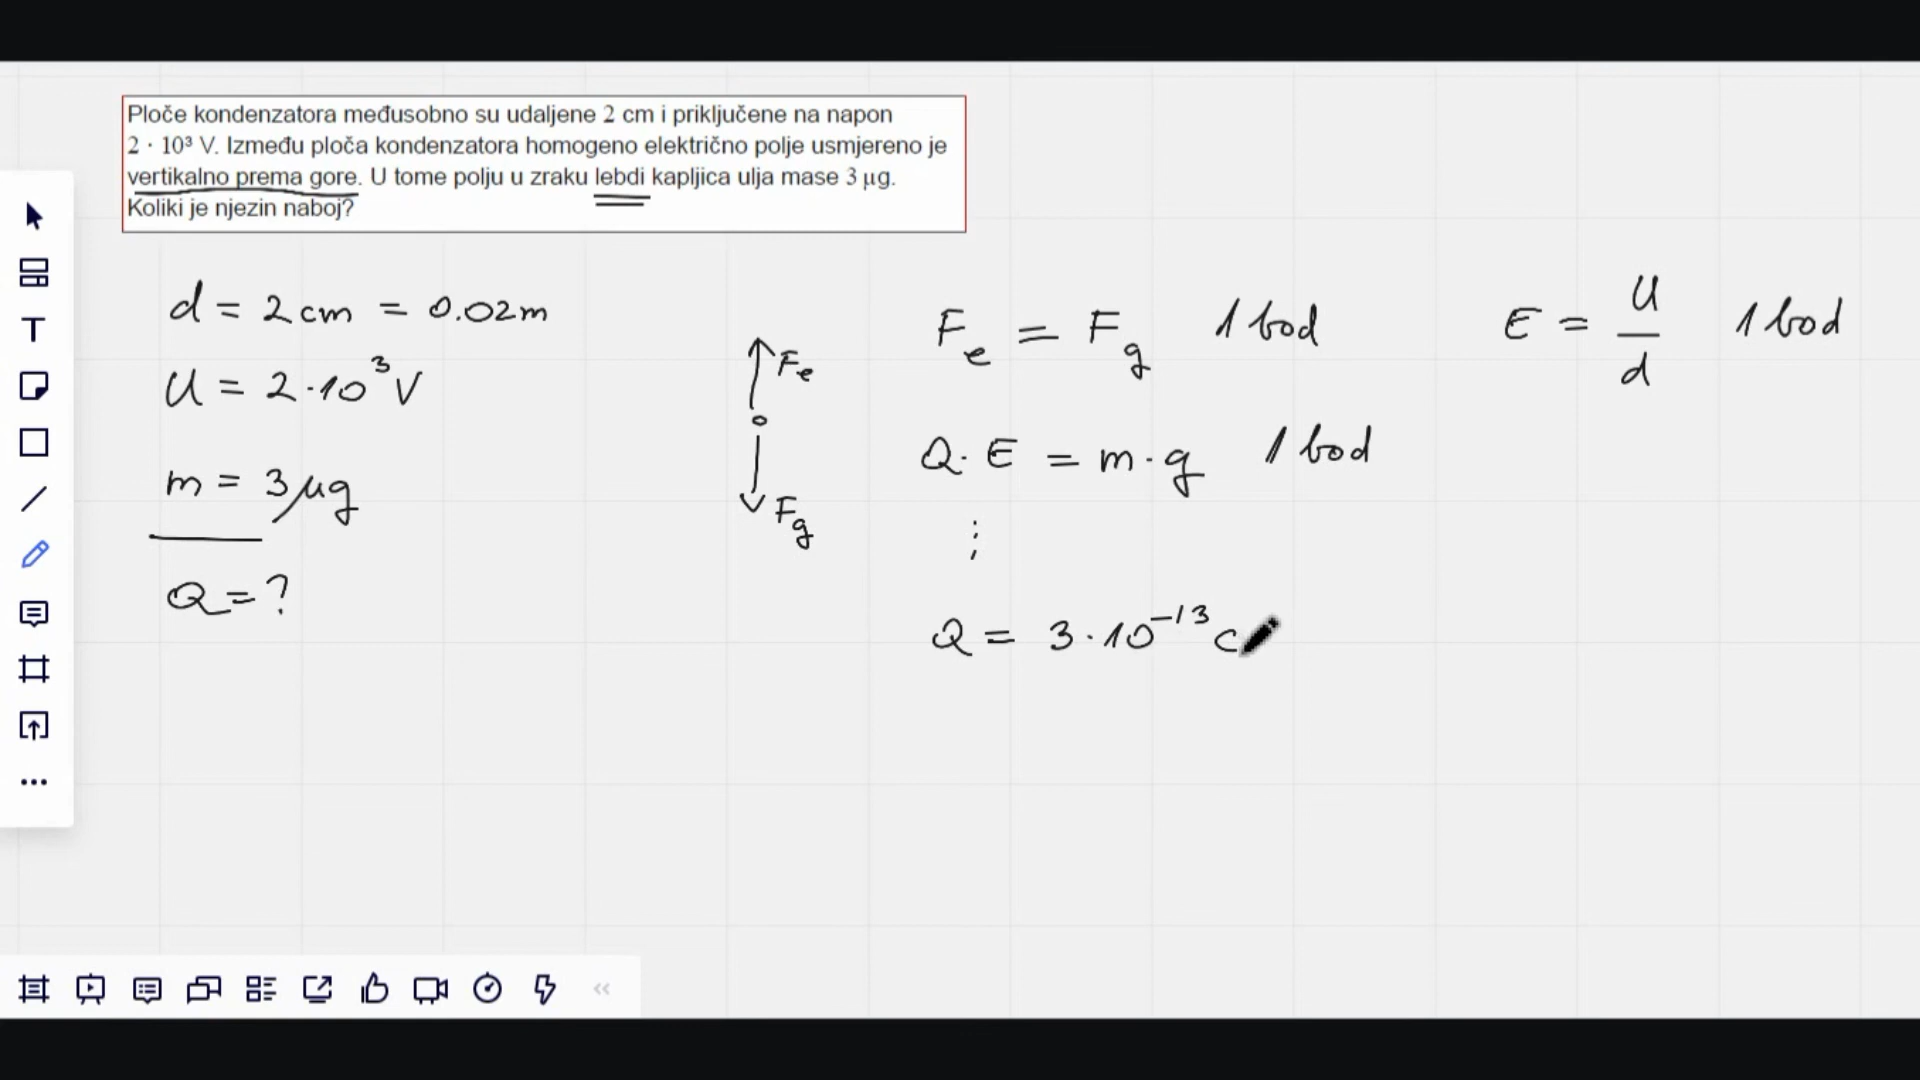 Ploče kondenzatora međusobno su udaljene 2 cm i priključene na napon
2 · 10³ V. Između ploča kondenzatora homogeno električno polje usmjereno je
vertikalno prema gore. U tome polju u zraku lebdi kapljica ulja mase 3 μg.
Koliki je njezin naboj?
d = 2 cm = 0.02 m
U = 2 · 10³ V
m = 3 μg
Q = ?
Fe
Fg
Fe = Fg 1 bod
Q · E = m · g 1 bod
⋮
Q = 3 · 10⁻¹³ C
E = U/d 1 bod
T